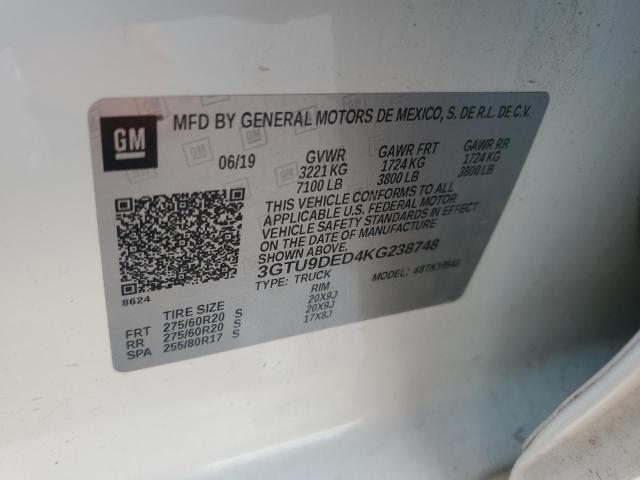 GM
MFD BY GENERAL MOTORS DE MEXICO, S. DE R.L. DE C.V.
06/19 GVWR GAWR FRT GAWR RR
3221 KG 1724 KG 1724 KG
7100 LB 3800 LB 3800 LB
THIS VEHICLE CONFORMS TO ALL
APPLICABLE U.S. FEDERAL MOTOR
VEHICLE SAFETY STANDARDS IN EFFECT
ON THE DATE OF MANUFACTURE
SHOWN ABOVE.
3GTU9DED4KG238748
TYPE: TRUCK MODEL:
8624
TIRE SIZE RIM
FRT 275/60R20 S 20X9J
RR 275/60R20 S 20X9J
SPA 255/80R17 S 17X8J